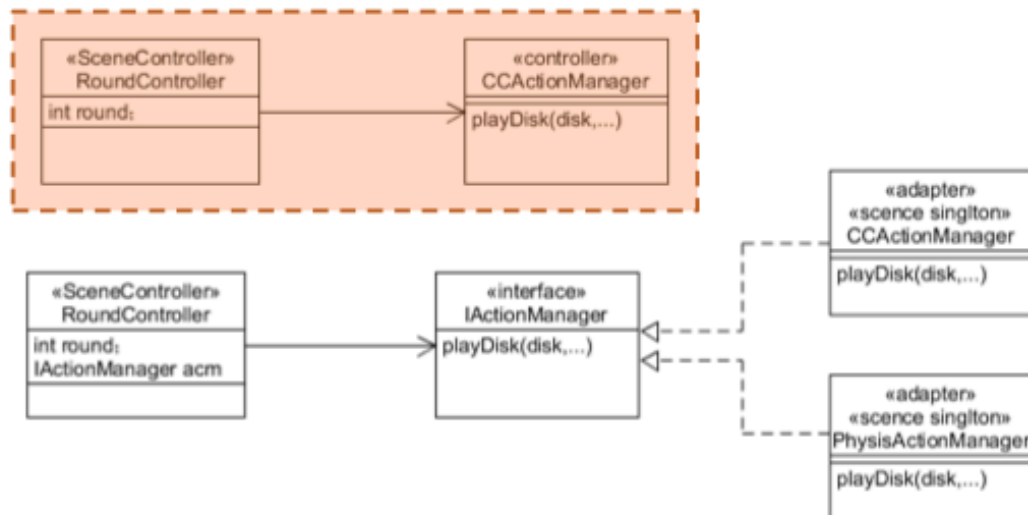 «SceneController»
RoundController
int round;
«controller»
CCActionManager
playDisk(disk,...)
«adapter»
«scence singlton»
CCActionManager
playDisk(disk,...)
«SceneController»
RoundController
int round;
IActionManager acm
«interface»
IActionManager
playDisk(disk,...)
«adapter»
«scence singlton»
PhysisActionManager
playDisk(disk,...)